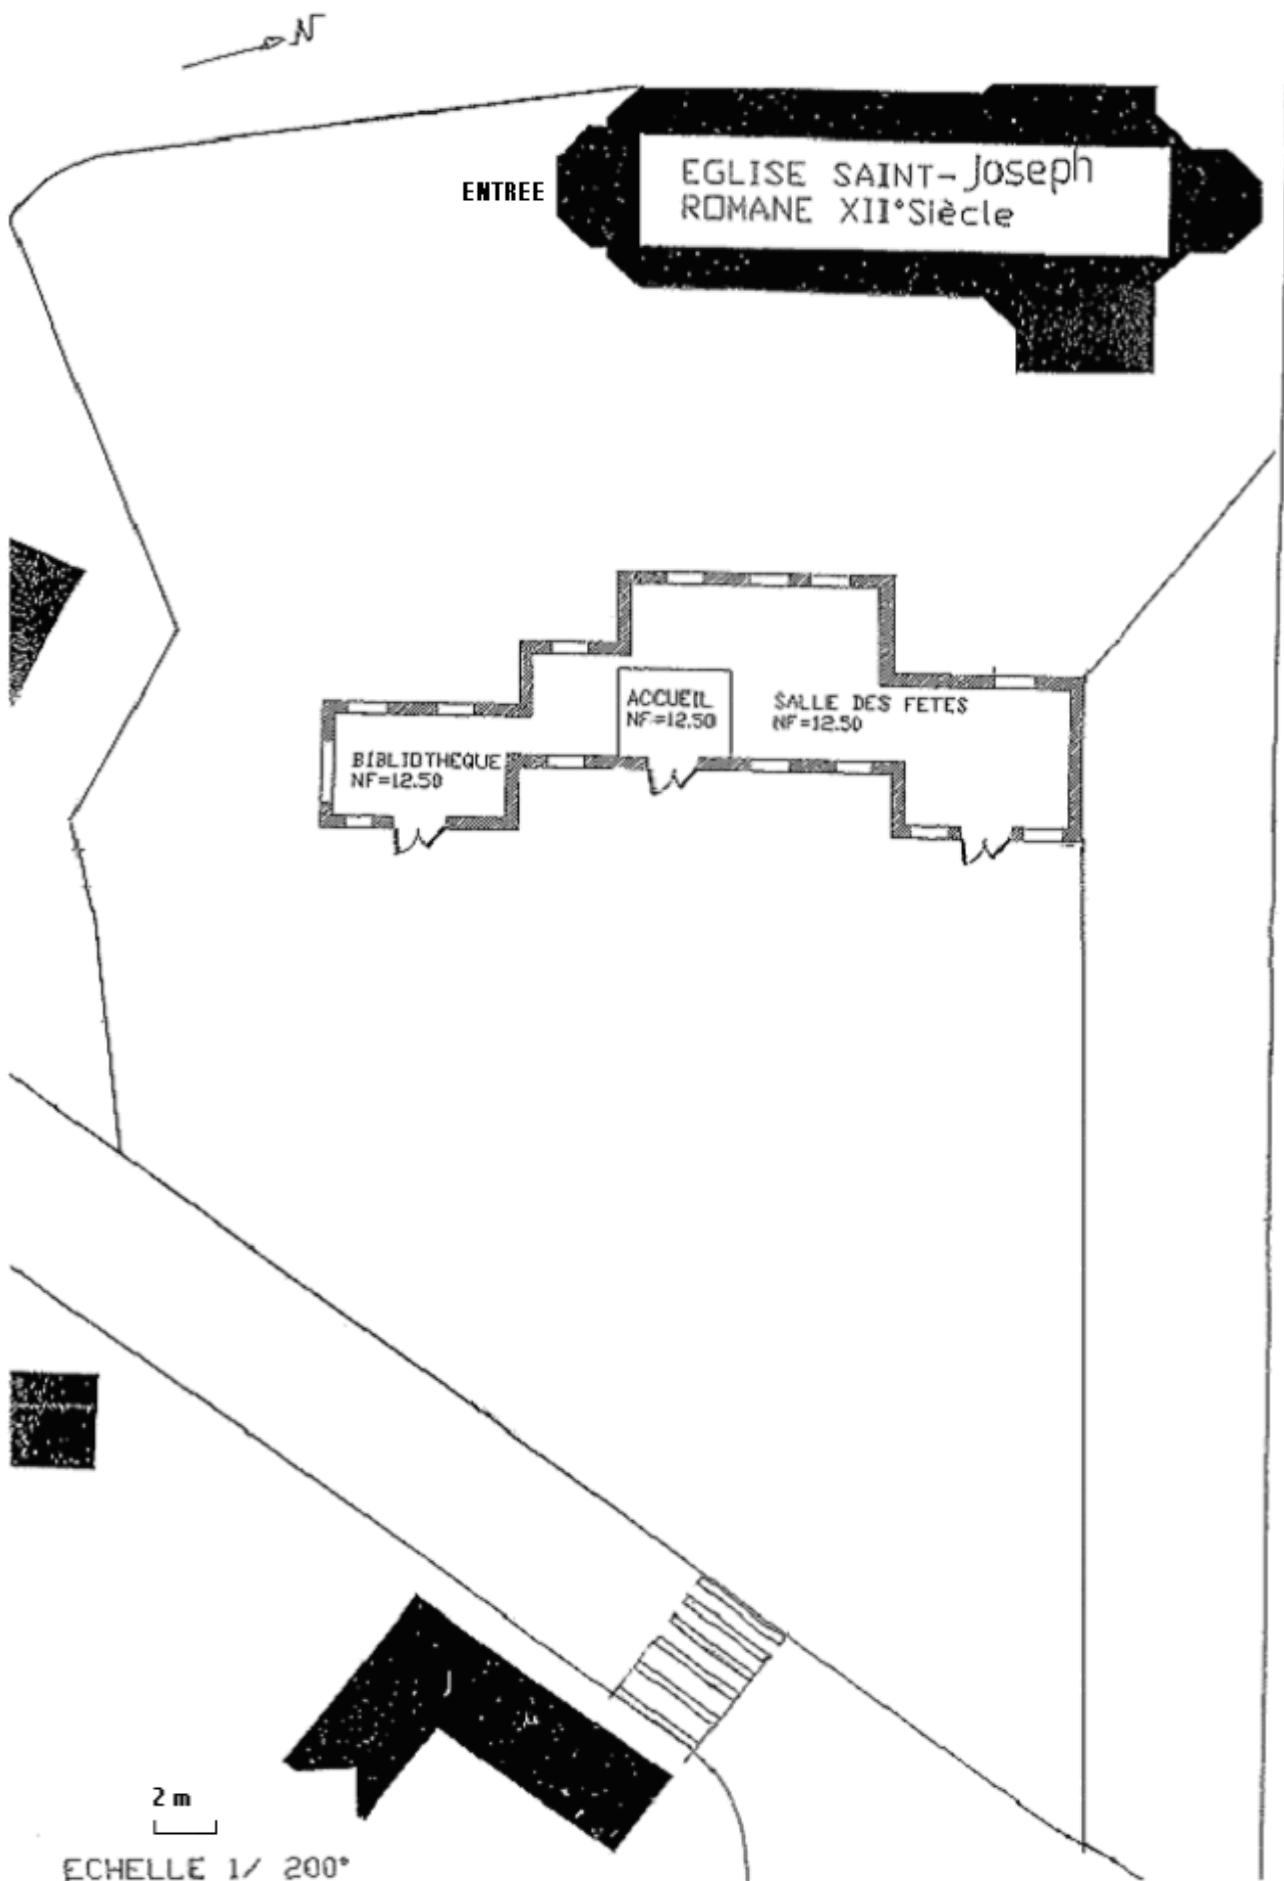 N
EGLISE SAINT-Joseph
ROMANE XII°Siècle
ENTREE
ACCUEIL
NF=12.50
SALLE DES FETES
NF=12.50
BIBLIOTHEQUE
NF=12.50
2 m
ECHELLE 1/ 200°